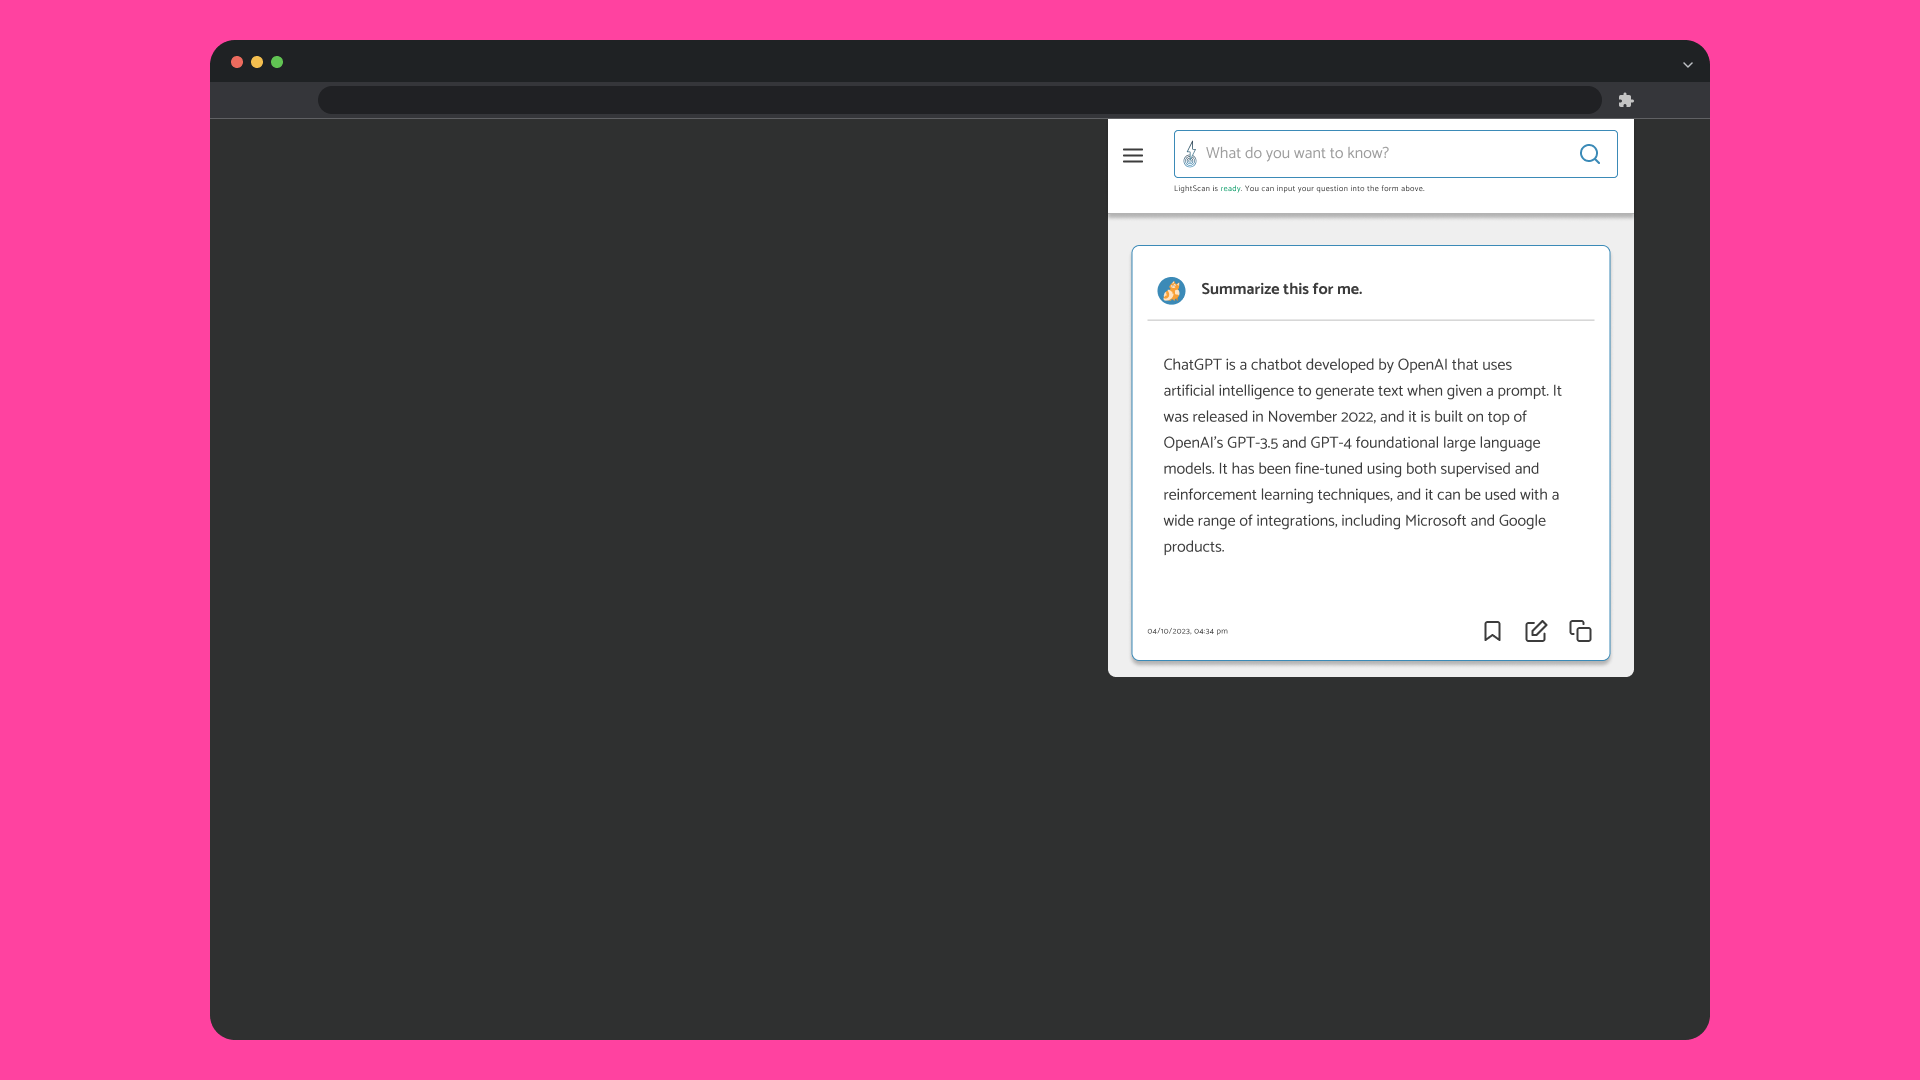 What do you want to know?
LightScan is ready. You can input your question into the form above.
Summarize this for me.
ChatGPT is a chatbot developed by OpenAI that uses
artificial intelligence to generate text when given a prompt. It
was released in November 2022, and it is built on top of
OpenAI's GPT-3.5 and GPT-4 foundational large language
models. It has been fine-tuned using both supervised and
reinforcement learning techniques, and it can be used with a
wide range of integrations, including Microsoft and Google
products.
04/10/2023, 04:34 pm